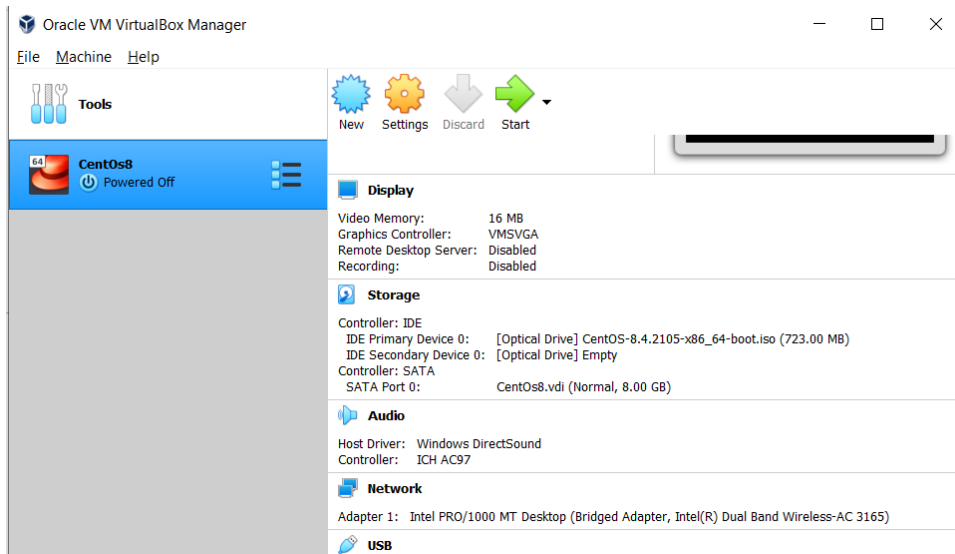 Oracle VM VirtualBox Manager
File Machine Help
Tools
New Settings Discard Start
64
CentOs8
Powered Off
Display
Video Memory: 16 MB
Graphics Controller: VMSVGA
Remote Desktop Server: Disabled
Recording: Disabled
Storage
Controller: IDE
IDE Primary Device 0: [Optical Drive] CentOS-8.4.2105-x86_64-boot.iso (723.00 MB)
IDE Secondary Device 0: [Optical Drive] Empty
Controller: SATA
SATA Port 0: CentOs8.vdi (Normal, 8.00 GB)
Audio
Host Driver: Windows DirectSound
Controller: ICH AC97
Network
Adapter 1: Intel PRO/1000 MT Desktop (Bridged Adapter, Intel(R) Dual Band Wireless-AC 3165)
USB